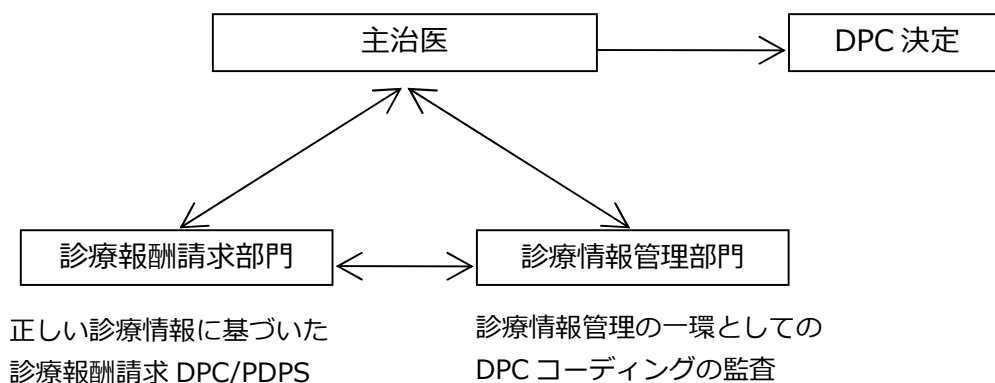 主治医
DPC 決定
診療報酬請求部門
診療情報管理部門
正しい診療情報に基づいた
診療報酬請求 DPC/PDPS
診療情報管理の一環としての
DPC コーディングの監査